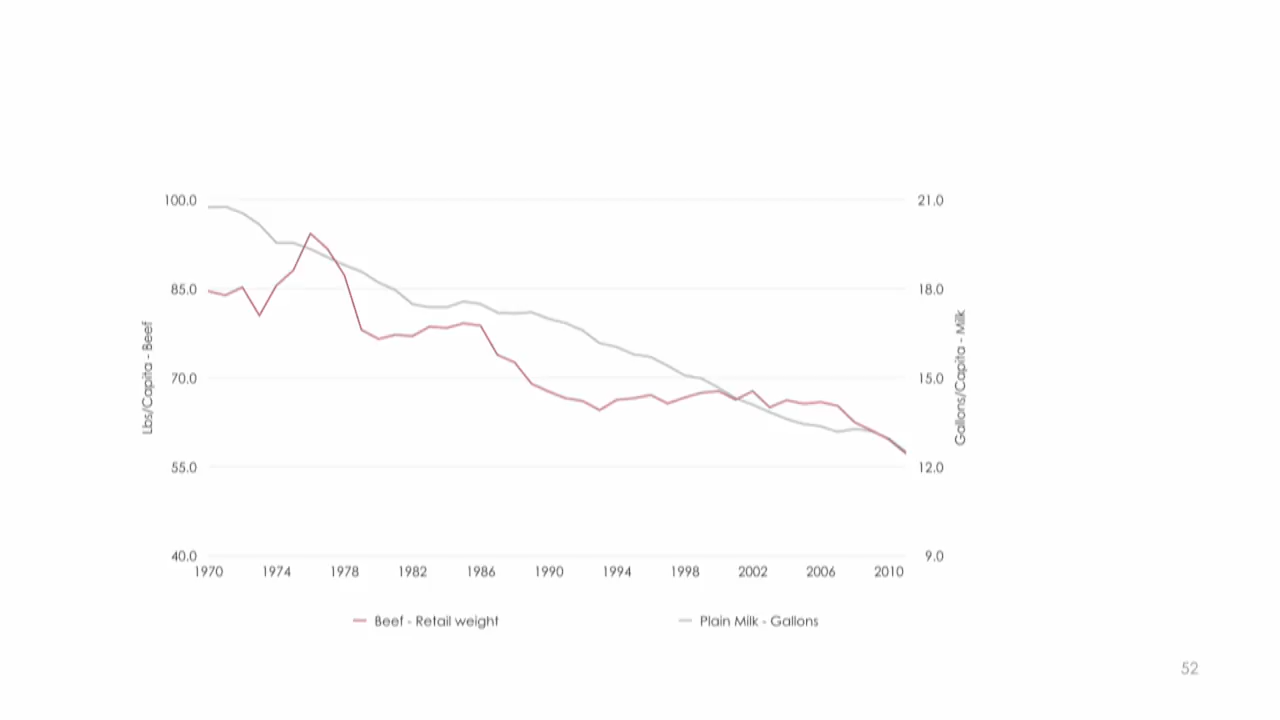 100.0
85.0
70.0
55.0
40.0
Lbs/Capita - Beef
21.0
18.0
15.0
12.0
9.0
Gallons/Capita - Milk
1970 1974 1978 1982 1986 1990 1994 1998 2002 2006 2010
Beef - Retail weight Plain Milk - Gallons
52